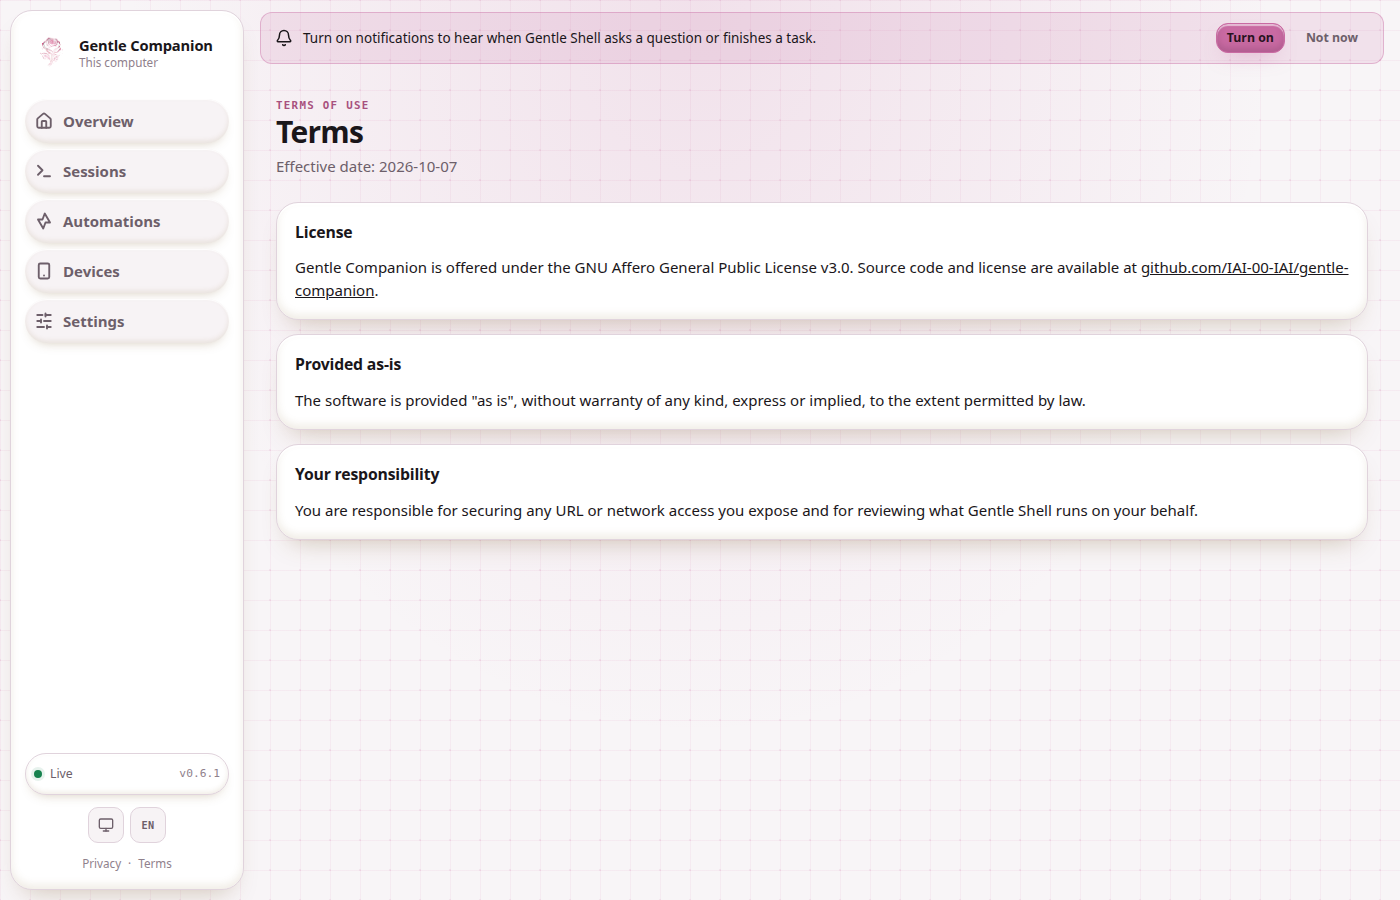 Gentle Companion
This computer
Overview
Sessions
Automations
Devices
Settings
Live
v0.6.1
EN
Privacy · Terms
Turn on notifications to hear when Gentle Shell asks a question or finishes a task.
Turn on
Not now
TERMS OF USE
Terms
Effective date: 2026-10-07
License
Gentle Companion is offered under the GNU Affero General Public License v3.0. Source code and license are available at github.com/IAI-00-IAI/gentle-
companion.
Provided as-is
The software is provided "as is", without warranty of any kind, express or implied, to the extent permitted by law.
Your responsibility
You are responsible for securing any URL or network access you expose and for reviewing what Gentle Shell runs on your behalf.